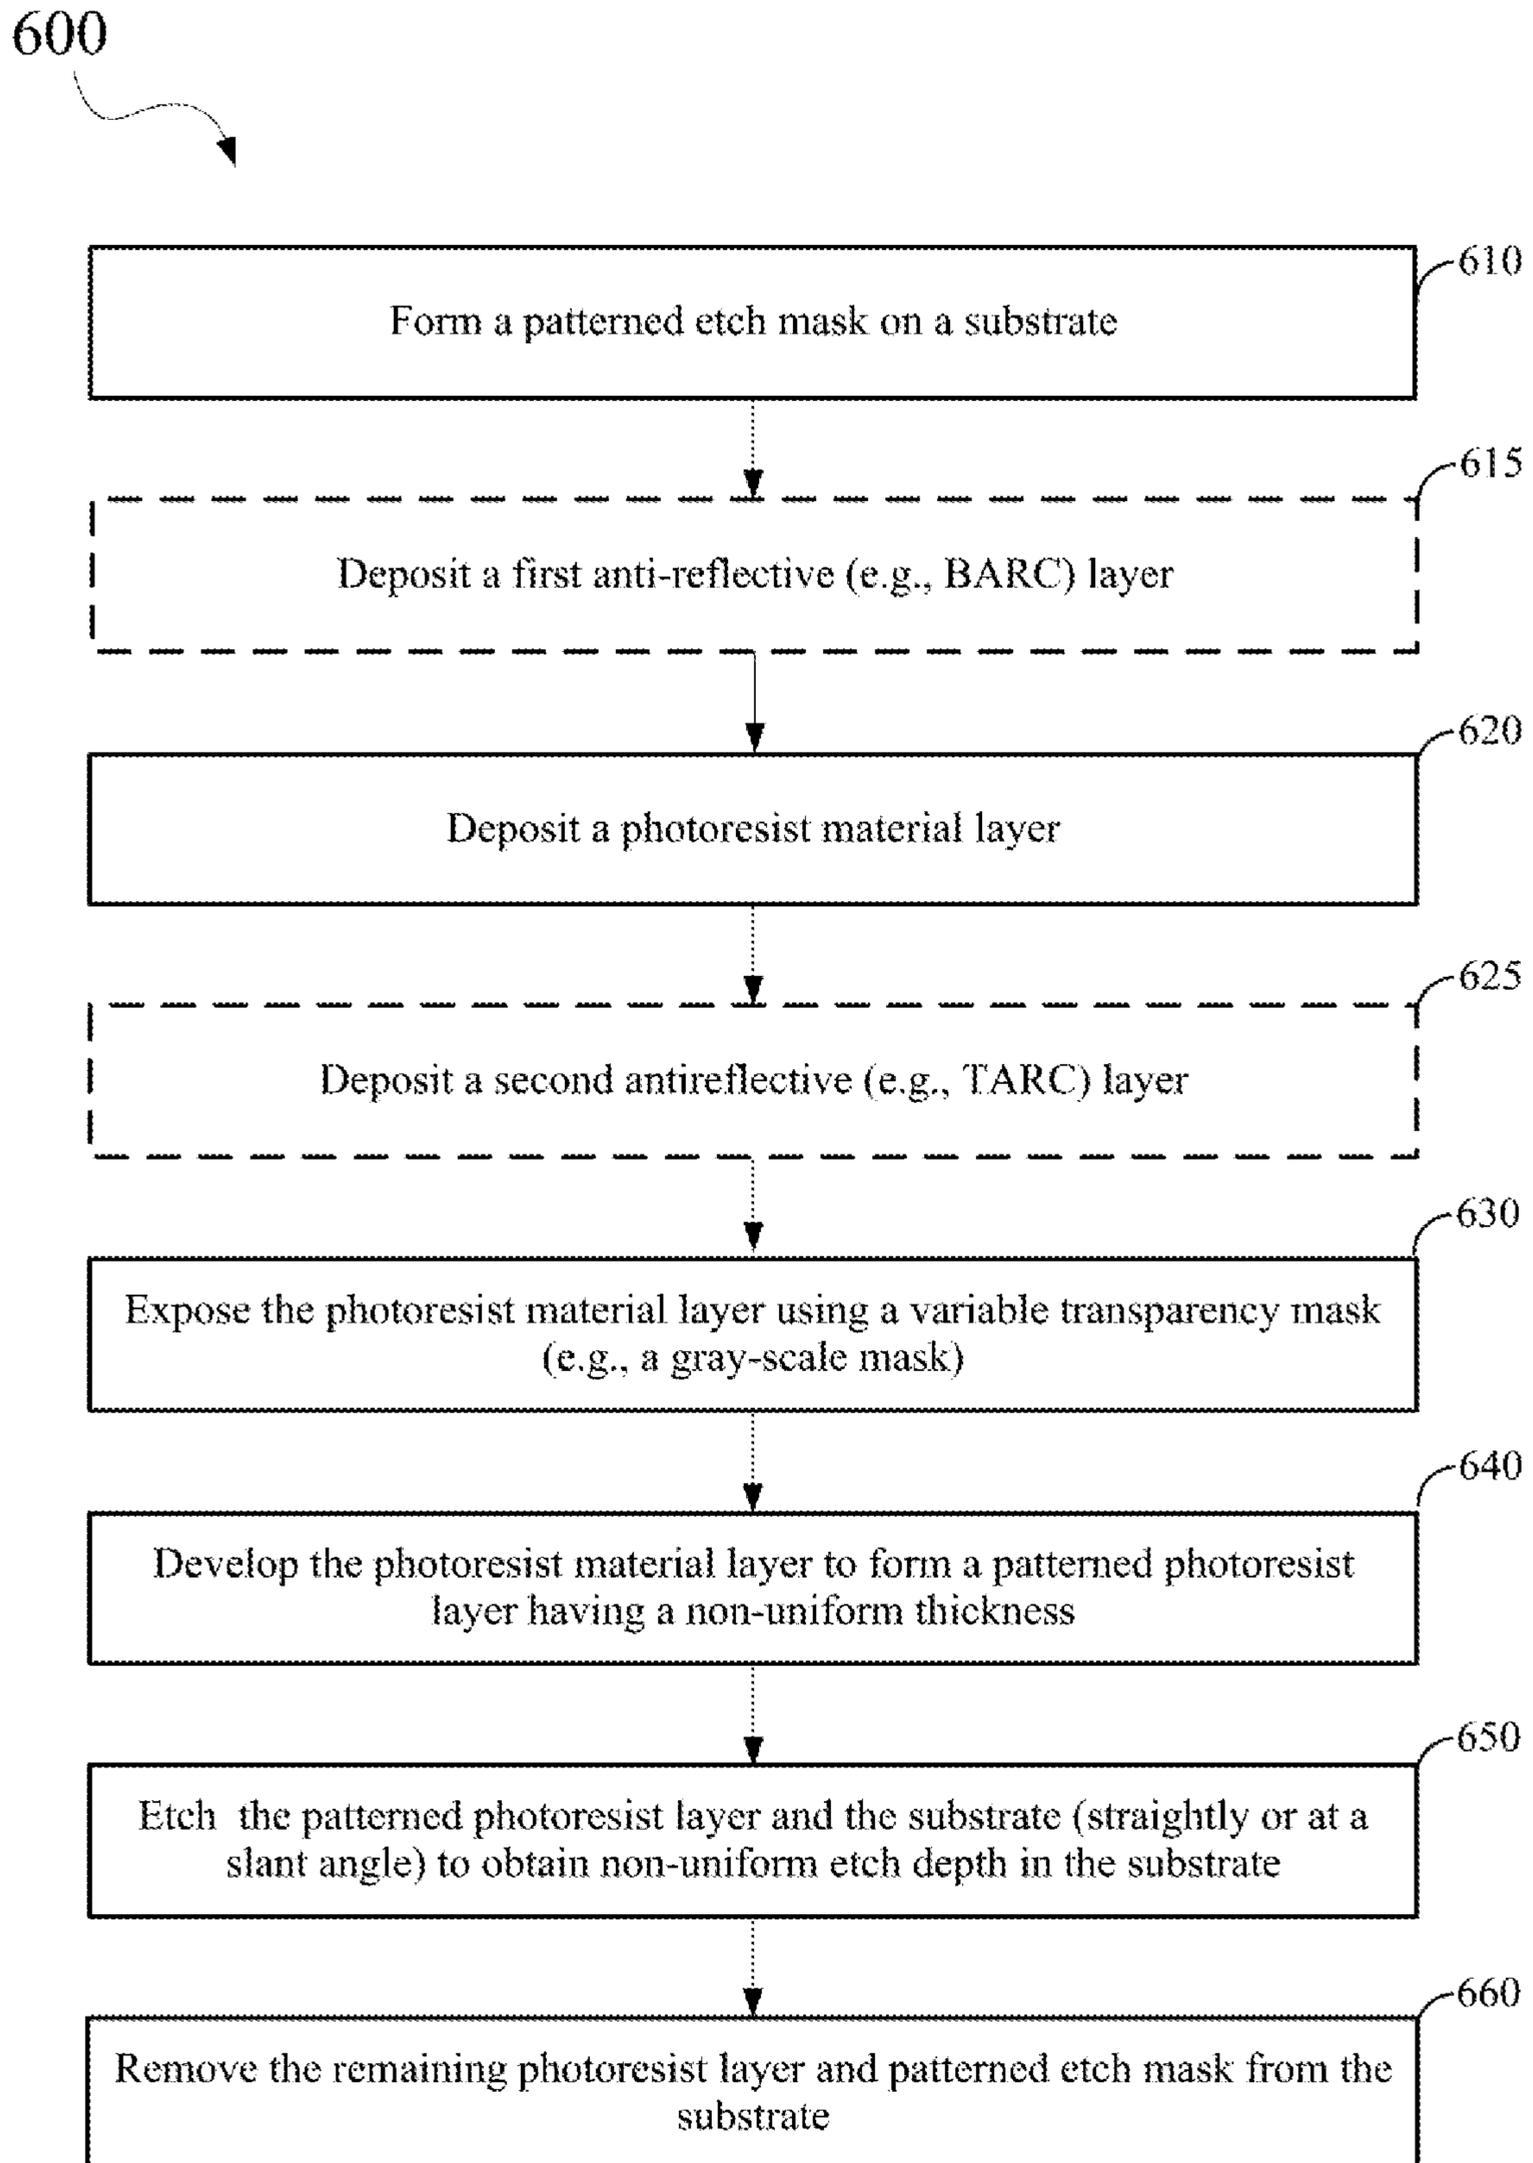 600
610
Form a patterned etch mask on a substrate
615
Deposit a first anti-reflective (e.g., BARC) layer
620
Deposit a photoresist material layer
625
Deposit a second antireflective (e.g., TARC) layer
630
Expose the photoresist material layer using a variable transparency mask
(e.g., a gray-scale mask)
640
Develop the photoresist material layer to form a patterned photoresist
layer having a non-uniform thickness
650
Etch the patterned photoresist layer and the substrate (straightly or at a
slant angle) to obtain non-uniform etch depth in the substrate
660
Remove the remaining photoresist layer and patterned etch mask from the
substrate